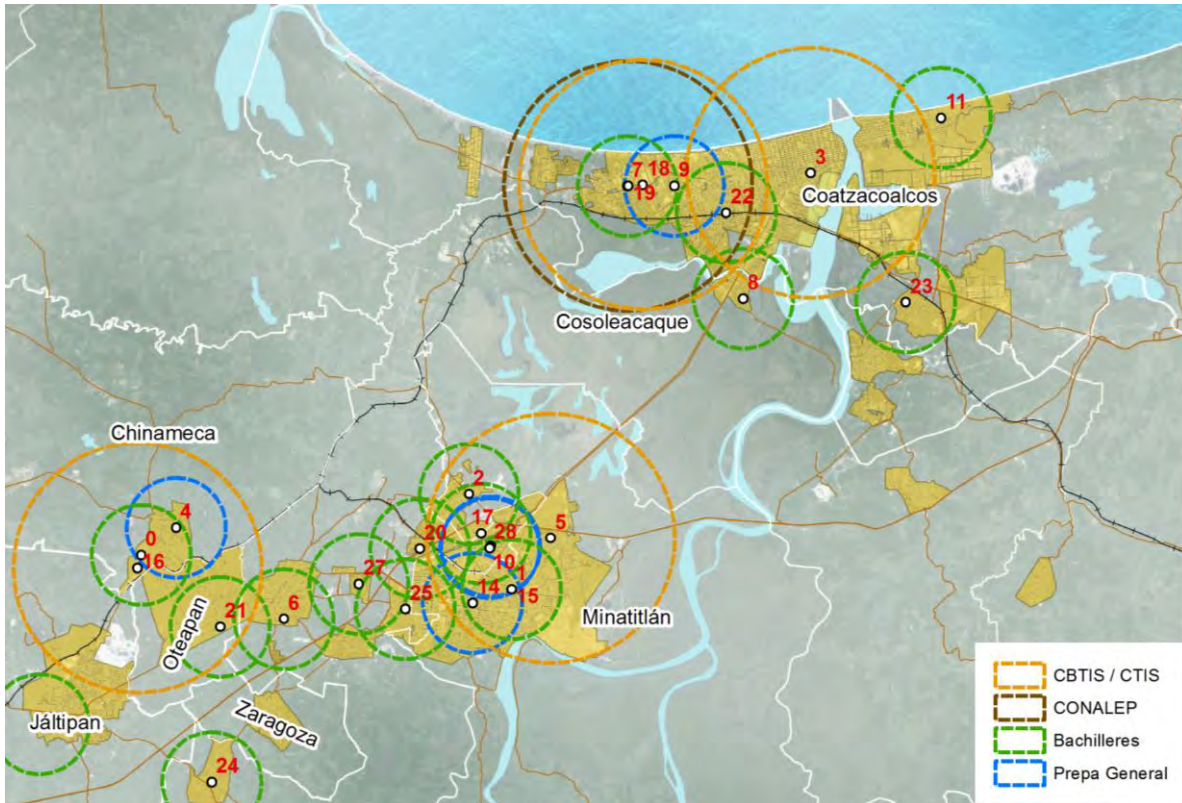 11
3
7
18
9
19
Coatzacoalcos
22
8
23
Cosoleacaque
Chinameca
2
4
17
5
0
20
28
16
10
27
1
14
15
25
6
21
Minatitlán
Oteapan
Jáltipan
Zaragoza
24
CBTIS / CTIS
CONALEP
Bachilleres
Prepa General